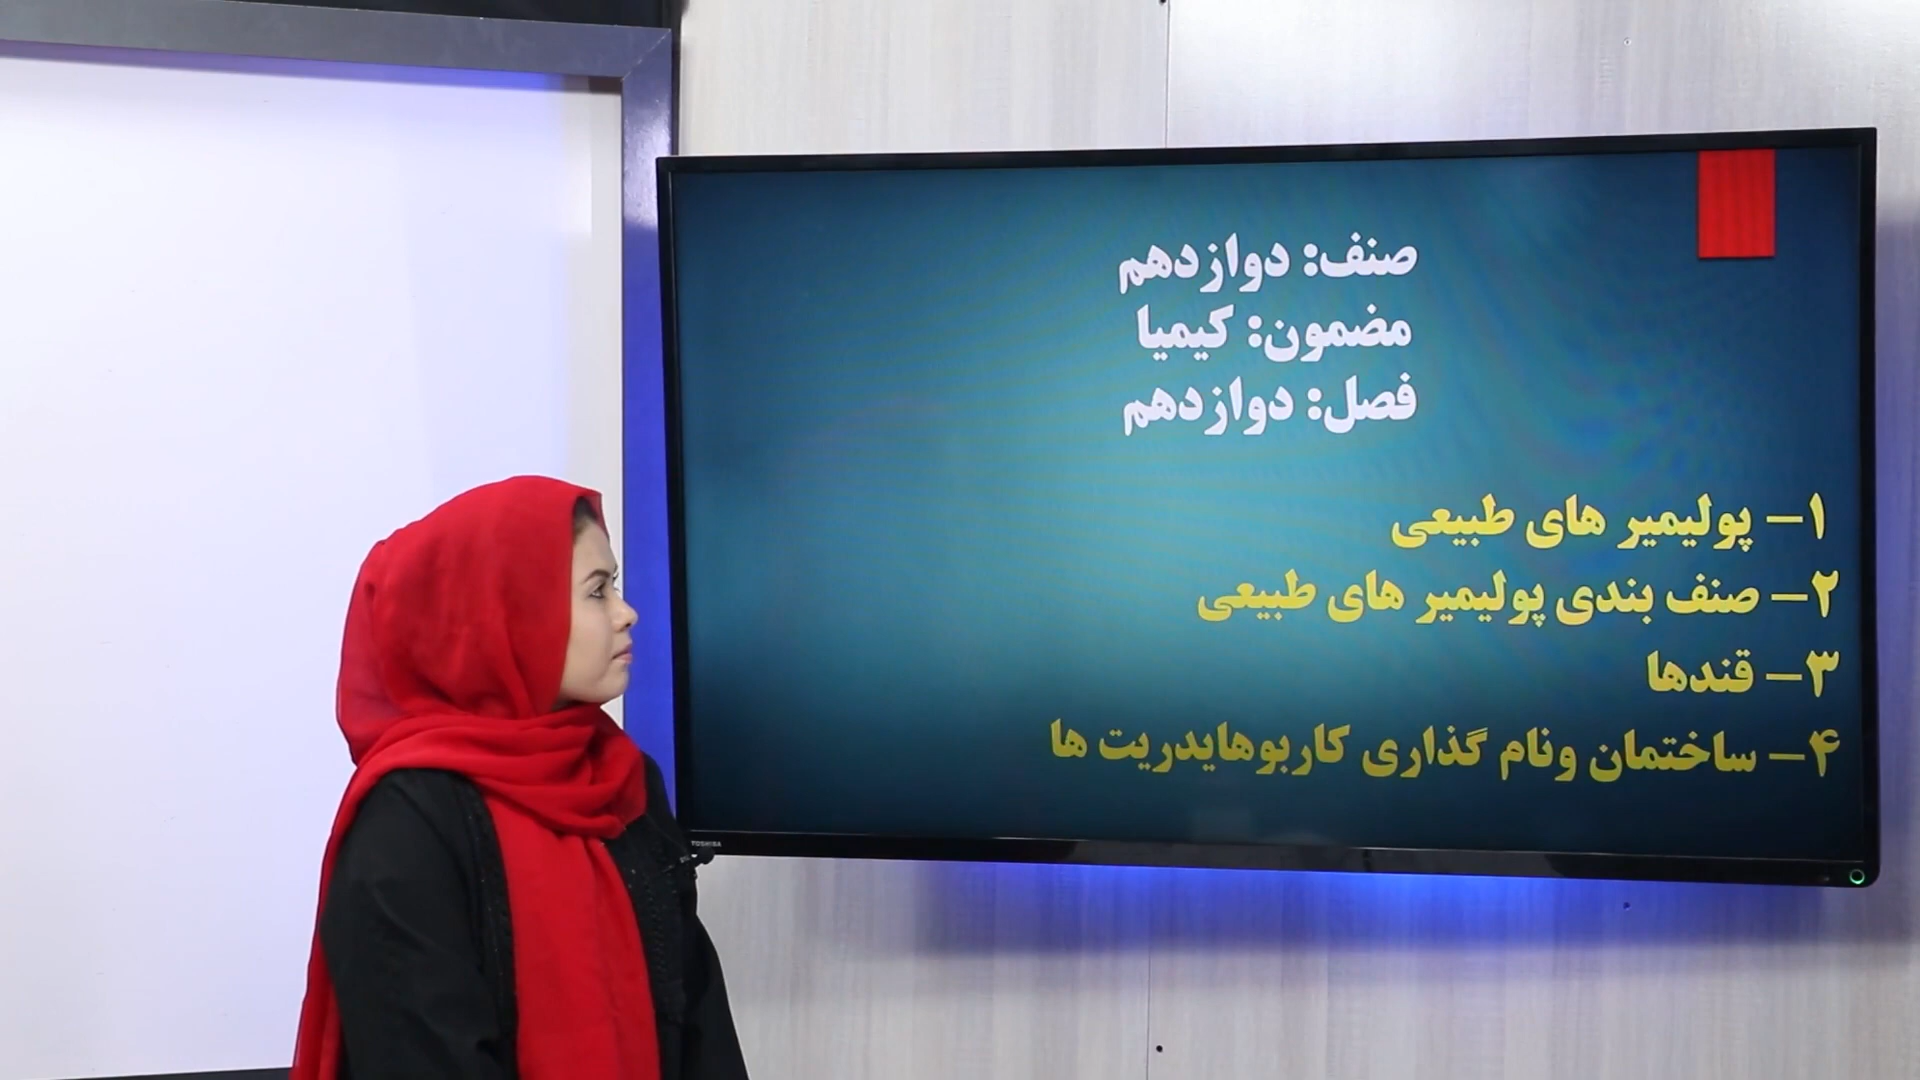 صنف: دوازدهم
مضمون: کیمیا
فصل: دوازدهم
۱- پولیمیر های طبیعی
۲- صنف بندی پولیمیر های طبیعی
۳- قندها
۴- ساختمان ونام گذاری کاربوهایدریت ها
TOSHIBA